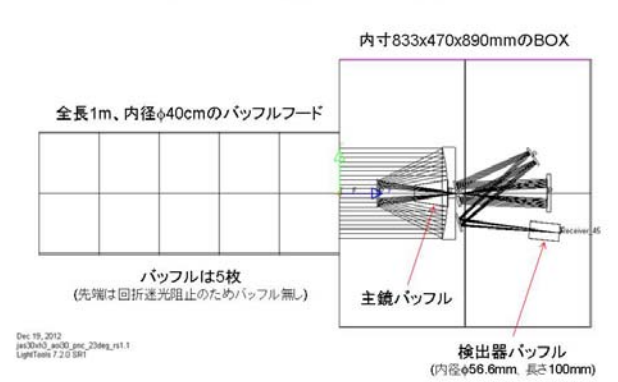 内寸833x470x890mmのBOX
全長1m、内径φ40cmのバッフルフード
Receiver_45
バッフルは5枚
(先端は回折迷光阻止のためバッフル無し)
主鏡バッフル
検出器バッフル
(内径φ56.6mm, 長さ100mm)
Dec 19, 2012
LightTools 7.2.0 SR1